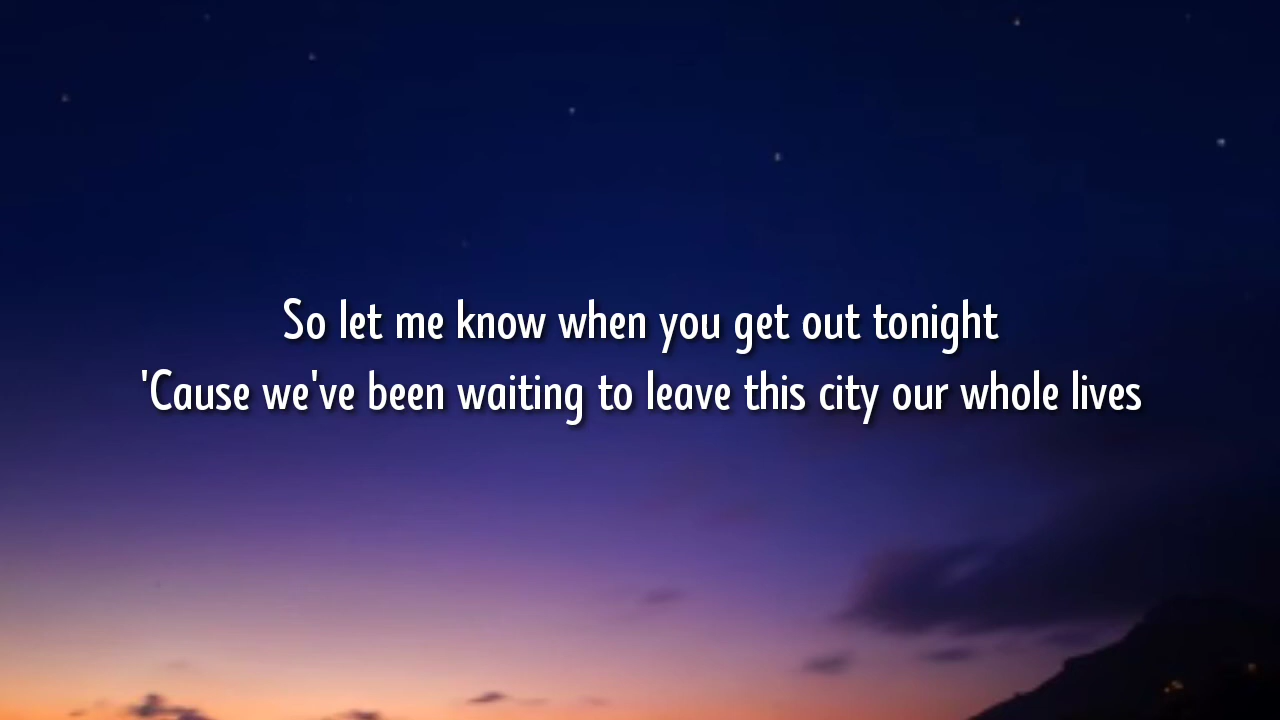 So let me know when you get out tonight
'Cause we've been waiting to leave this city our whole lives